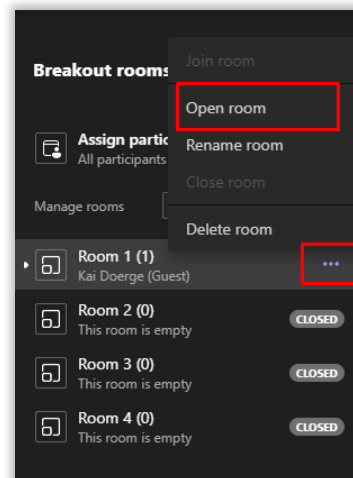 Breakout rooms
Join room
Open room
Rename room
Close room
Delete room
Assign partic
All participants
Manage rooms
Room 1 (1)
Kai Doerge (Guest)
Room 2 (0)
This room is empty
CLOSED
Room 3 (0)
This room is empty
CLOSED
Room 4 (0)
This room is empty
CLOSED